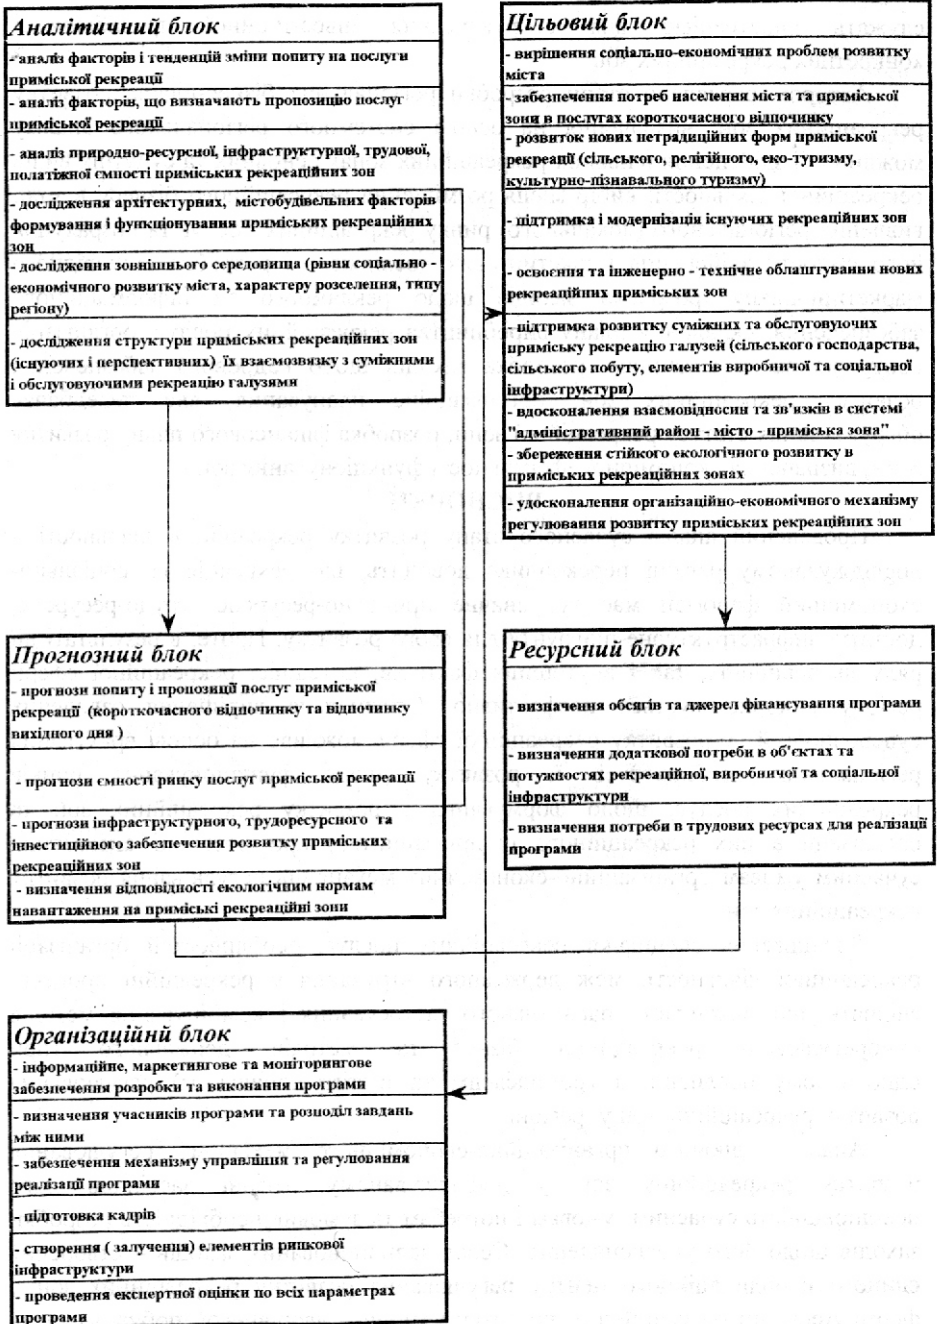 Аналітичний блок
- аналіз факторів і тенденцій зміни попиту на послуги
приміської рекреації
- аналіз факторів, що визначають пропозицію послуг
приміської рекреації
- аналіз природно-ресурсної, інфраструктурної, трудової,
політажіної ємності приміських рекреаційних зон
- дослідження архітектурних, містобудівельних факторів
формування і функціонування приміських рекреаційних
зон
- дослідження зовнішнього середовища (рівня соціально -
економічного розвитку міста, характеру розселення, типу
регіону)
- дослідження структури приміських рекреаційних зон
(існуючих і перспективних) їх взаємозвязку з суміжними
і обслуговуючими рекреацію галузями
Цільовий блок
- вирішення соціально-економічних проблем розвитку
міста
- забезпечення потреб населення міста та приміської
зони в послугах короткочасного відпочинку
- розвиток нових нетрадиційних форм приміської
рекреації (сільського, релігійного, еко-туризму,
культурно-пізнавального туризму)
- підтримка і модернізація існуючих рекреаційних зон
- освоєння та інженерно - технічне облаштування нових
рекреаційних приміських зон
- підтримка розвитку суміжних та обслуговуючих
приміську рекреацію галузей (сільського господарства,
сільського побуту, елементів виробничої та соціальної
інфраструктури)
- вдосконалення взаємовідносин та зв'язків в системі
"адміністративний район - місто - приміська зона"
- збереження стійкого екологічного розвитку в
приміських рекреаційних зонах
- удосконалення організаційно-економічного механізму
регулювання розвитку приміських рекреаційних зон
Прогнозний блок
- прогнози попиту і пропозиції послуг приміської
рекреації (короткочасного відпочинку та відпочинку
вихідного дня )
- прогнози ємності ринку послуг приміської рекреації
- прогнози інфраструктурного, трудоресурсного та
інвестиційного забезпечення розвитку приміських
рекреаційних зон
- визначення відповідності екологічним нормам
навантаження на приміські рекреаційні зони
Ресурсний блок
- визначення обсягів та джерел фінансування програми
- визначення додаткової потреби в об'єктах та
потужностях рекреаційної, виробничої та соціальної
інфраструктури
- визначення потреби в трудових ресурсах для реалізації
програми
Організаційнй блок
- інформаційне, маркетингове та моніторингове
забезпечення розробки та виконання програми
- визначення учасників програми та розподіл завдань
між ними
- забезпечення механізму управління та регулювання
реалізації програми
- підготовка кадрів
- створення ( залучення) елементів ринкової
інфраструктури
- проведення експертної оцінки по всіх параметрах
програми